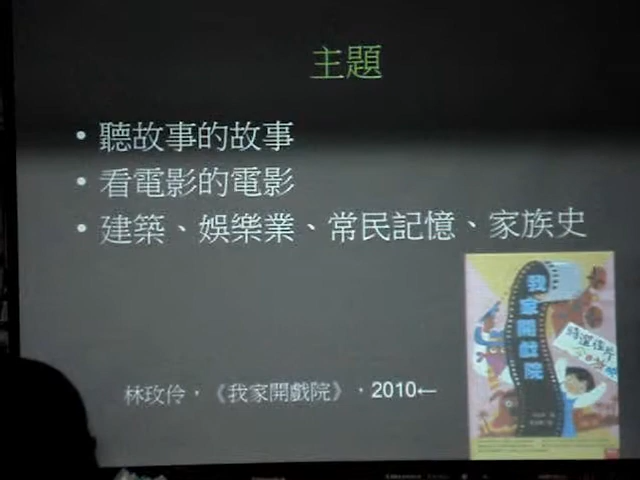 主題
• 聽故事的故事
• 看電影的電影
• 建築、娛樂業、常民記憶、家族史
我家開戲院
林玫伶，《我家開戲院》，2010←